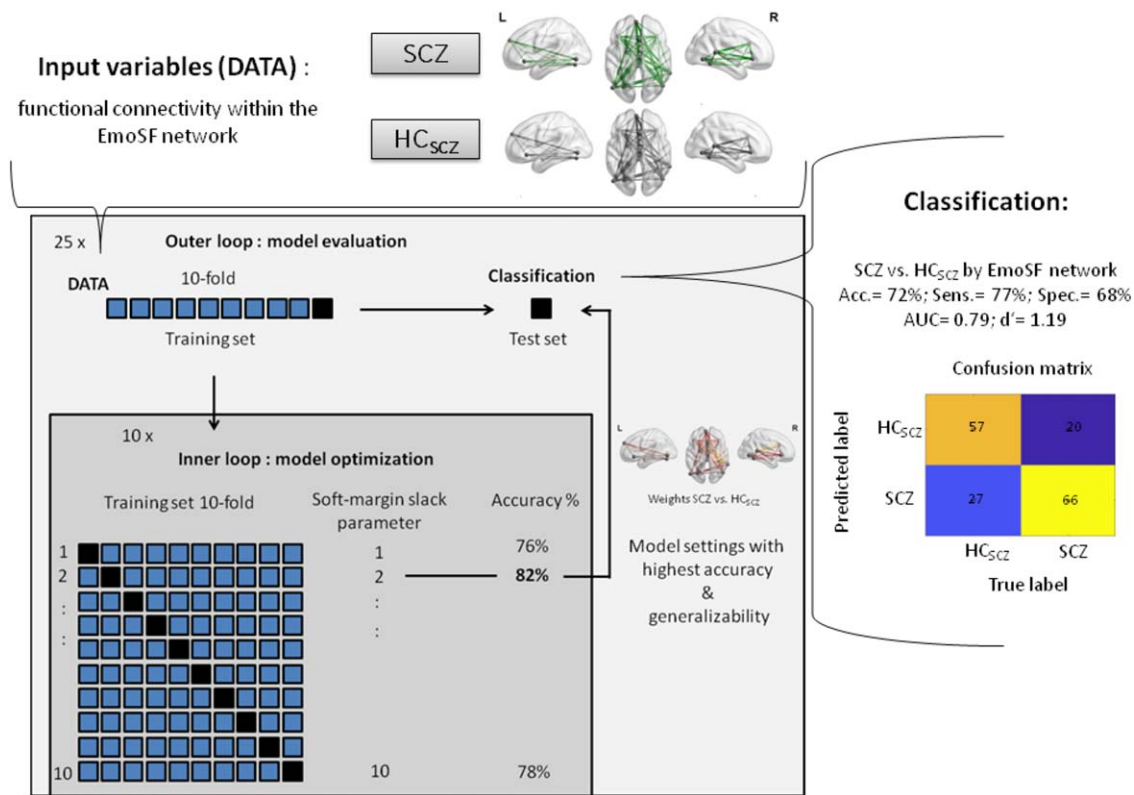 L
R
Input variables (DATA) :
functional connectivity within the
EmoSF network
SCZ
HCSCZ
25 x
Outer loop : model evaluation
DATA
10-fold
Classification
Training set
Test set
10 x
Inner loop : model optimization
Training set 10-fold
Soft-margin slack
parameter
Accuracy %
1
1
76%
2
2
82%
:
:
:
:
10
10
78%
L
R
Weights SCZ vs. HCSCZ
Model settings with
highest accuracy
&
generalizability
Classification:
SCZ vs. HCSCZ by EmoSF network
Acc.= 72%; Sens.= 77%; Spec.= 68%
AUC= 0.79; d‘= 1.19
Confusion matrix
Predicted label
HCSCZ
57
20
SCZ
27
66
HCSCZ
SCZ
True label